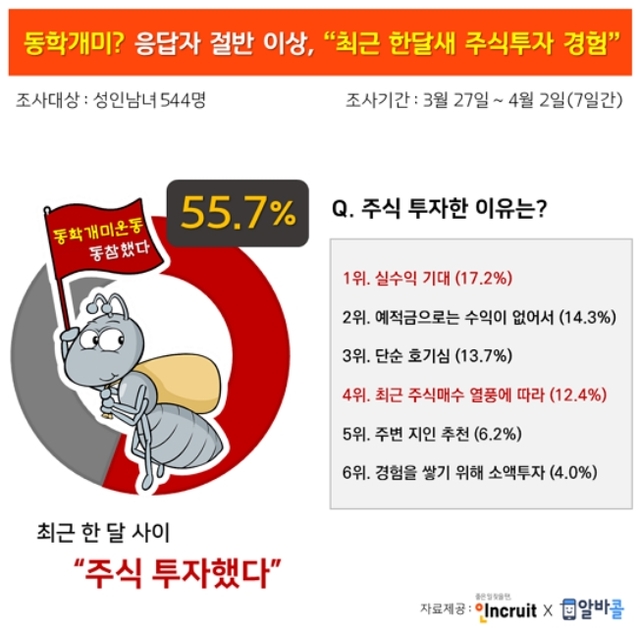 동학개미? 응답자 절반 이상, “최근 한달새 주식투자 경험”
조사대상 : 성인남녀 544명
조사기간 : 3월 27일 ~ 4월 2일(7일간)
55.7%
동학개미운동
동참했다
Q. 주식 투자한 이유는?
1위. 실수익 기대 (17.2%)
2위. 예적금으로는 수익이 없어서 (14.3%)
3위. 단순 호기심 (13.7%)
4위. 최근 주식매수 열풍에 따라 (12.4%)
5위. 주변 지인 추천 (6.2%)
6위. 경험을 쌓기 위해 소액투자 (4.0%)
최근 한 달 사이
“주식 투자했다”
자료제공 : 인incruit X 알바콜